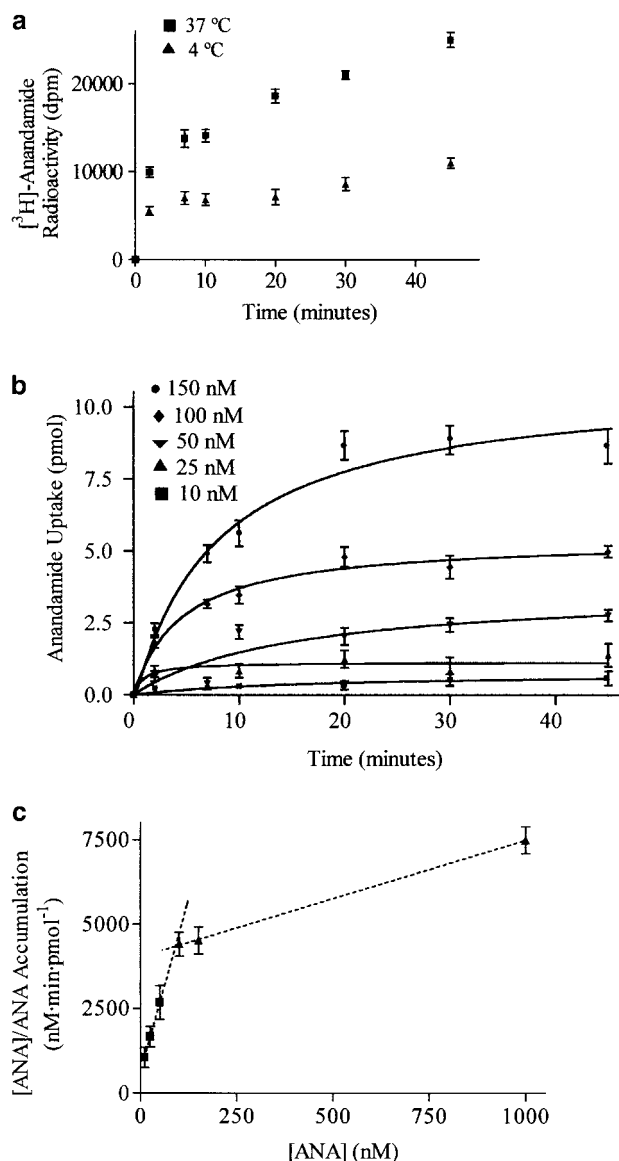 a
37 ºC
4 ºC
20000
10000
0
[³H]-Anandamide
Radioactivity (dpm)
0 10 20 30 40
Time (minutes)
b
150 nM
100 nM
50 nM
25 nM
10 nM
10.0
7.5
5.0
2.5
0.0
Anandamide Uptake (pmol)
0 10 20 30 40
Time (minutes)
c
7500
5000
2500
0
[ANA]/ANA Accumulation
(nM·min·pmol⁻¹)
0 250 500 750 1000
[ANA] (nM)